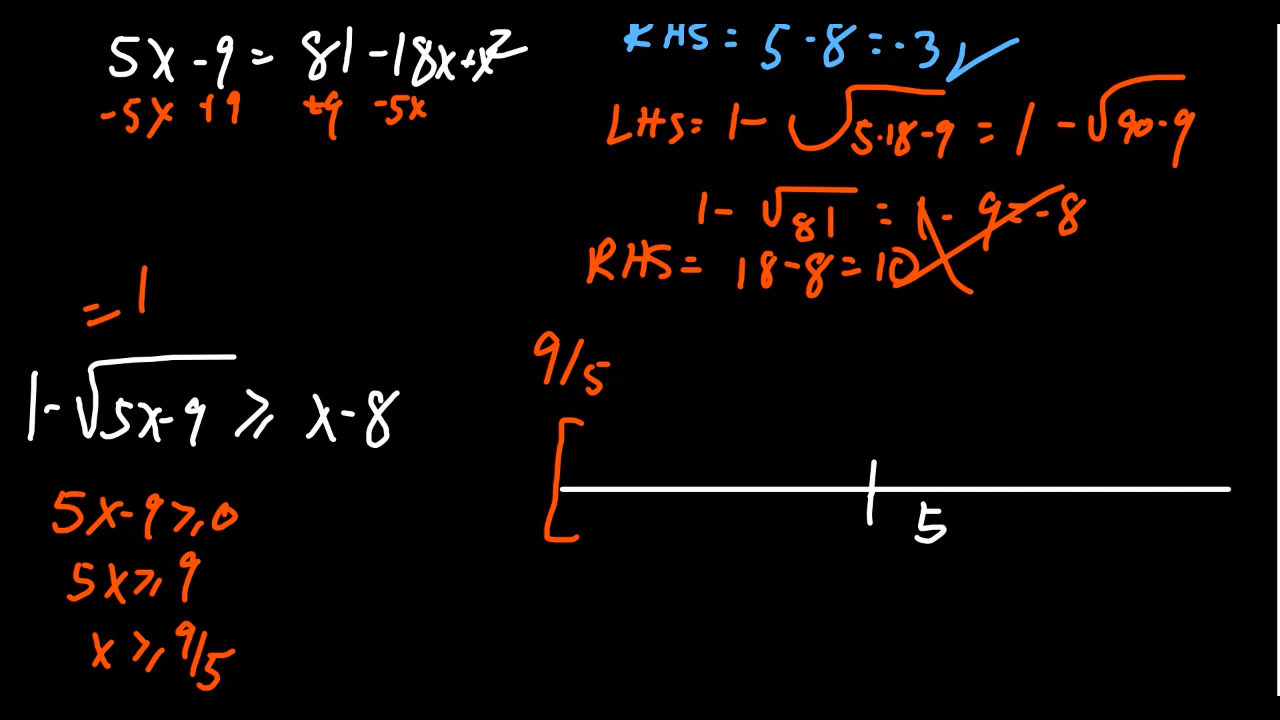 5x - 9 = 81 - 18x + x²
-5x +9 +9 -5x
RHS = 5 - 8 = -3 ✓
LHS = 1 - √(5·18-9) = 1 - √(90-9)
1 - √81 = 1 - 9 = -8
RHS = 18 - 8 = 10
= 1
1 - √(5x-9) ≥ x - 8
5x - 9 ≥ 0
5x ≥ 9
x ≥ 9/5
9/5
[
5